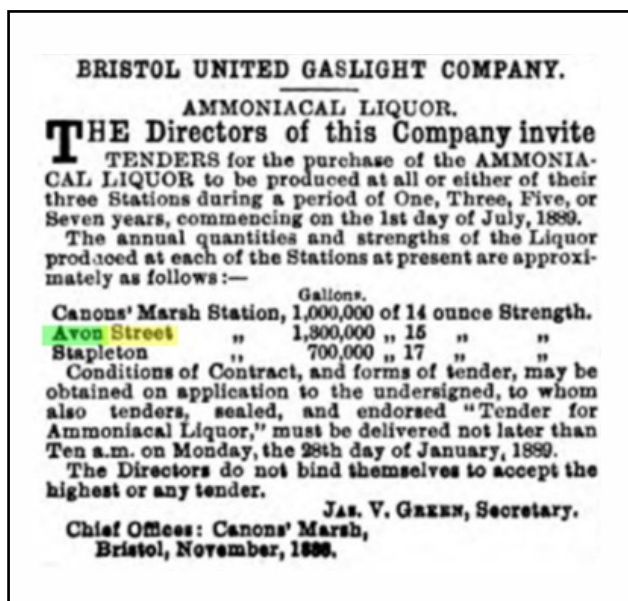 BRISTOL UNITED GASLIGHT COMPANY.
AMMONIACAL LIQUOR.
THE Directors of this Company invite
TENDERS for the purchase of the AMMONIA-
CAL LIQUOR to be produced at all or either of their
three Stations during a period of One, Three, Five, or
Seven years, commencing on the 1st day of July, 1889.
The annual quantities and strengths of the Liquor
produced at each of the Stations at present are approxi-
mately as follows:—
Gallons.
Canons' Marsh Station, 1,000,000 of 14 ounce Strength.
Avon Street „ 1,300,000 „ 15 „ „
Stapleton „ 700,000 „ 17 „ „
Conditions of Contract, and forms of tender, may be
obtained on application to the undersigned, to whom
also tenders, sealed, and endorsed "Tender for
Ammoniacal Liquor," must be delivered not later than
Ten a.m. on Monday, the 28th day of January, 1889.
The Directors do not bind themselves to accept the
highest or any tender.
JAS. V. GREEN, Secretary.
Chief Offices: Canons' Marsh,
Bristol, November, 1888.